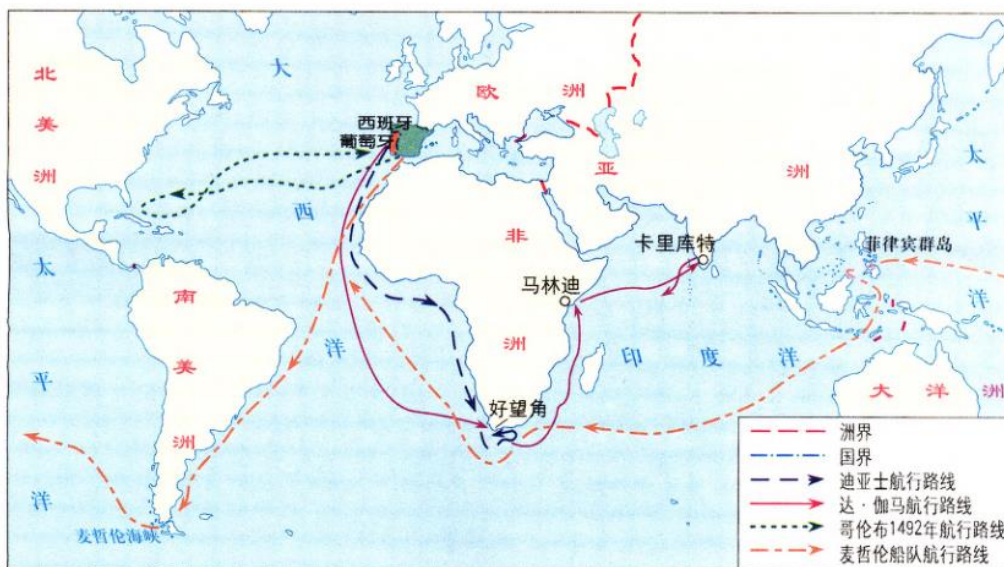 北美洲
大西洋
欧洲
亚洲
太平洋
西班牙
葡萄牙
非洲
卡里库特
菲律宾群岛
马林迪
太平洋
南美洲
印度洋
好望角
大洋洲
麦哲伦海峡
洲界
国界
迪亚士航行路线
达·伽马航行路线
哥伦布1492年航行路线
麦哲伦船队航行路线